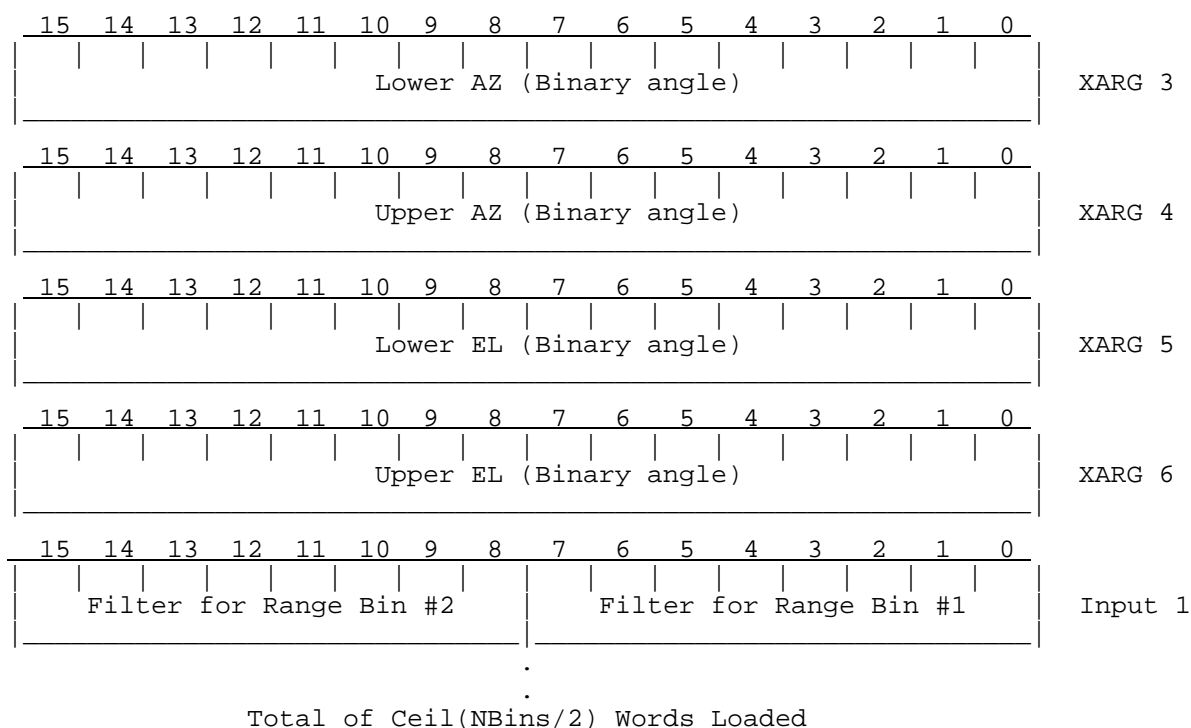 15 14 13 12 11 10 9 8 7 6 5 4 3 2 1 0
Lower AZ (Binary angle) XARG 3
15 14 13 12 11 10 9 8 7 6 5 4 3 2 1 0
Upper AZ (Binary angle) XARG 4
15 14 13 12 11 10 9 8 7 6 5 4 3 2 1 0
Lower EL (Binary angle) XARG 5
15 14 13 12 11 10 9 8 7 6 5 4 3 2 1 0
Upper EL (Binary angle) XARG 6
15 14 13 12 11 10 9 8 7 6 5 4 3 2 1 0
Filter for Range Bin #2 Filter for Range Bin #1 Input 1
.
.
Total of Ceil(NBins/2) Words Loaded